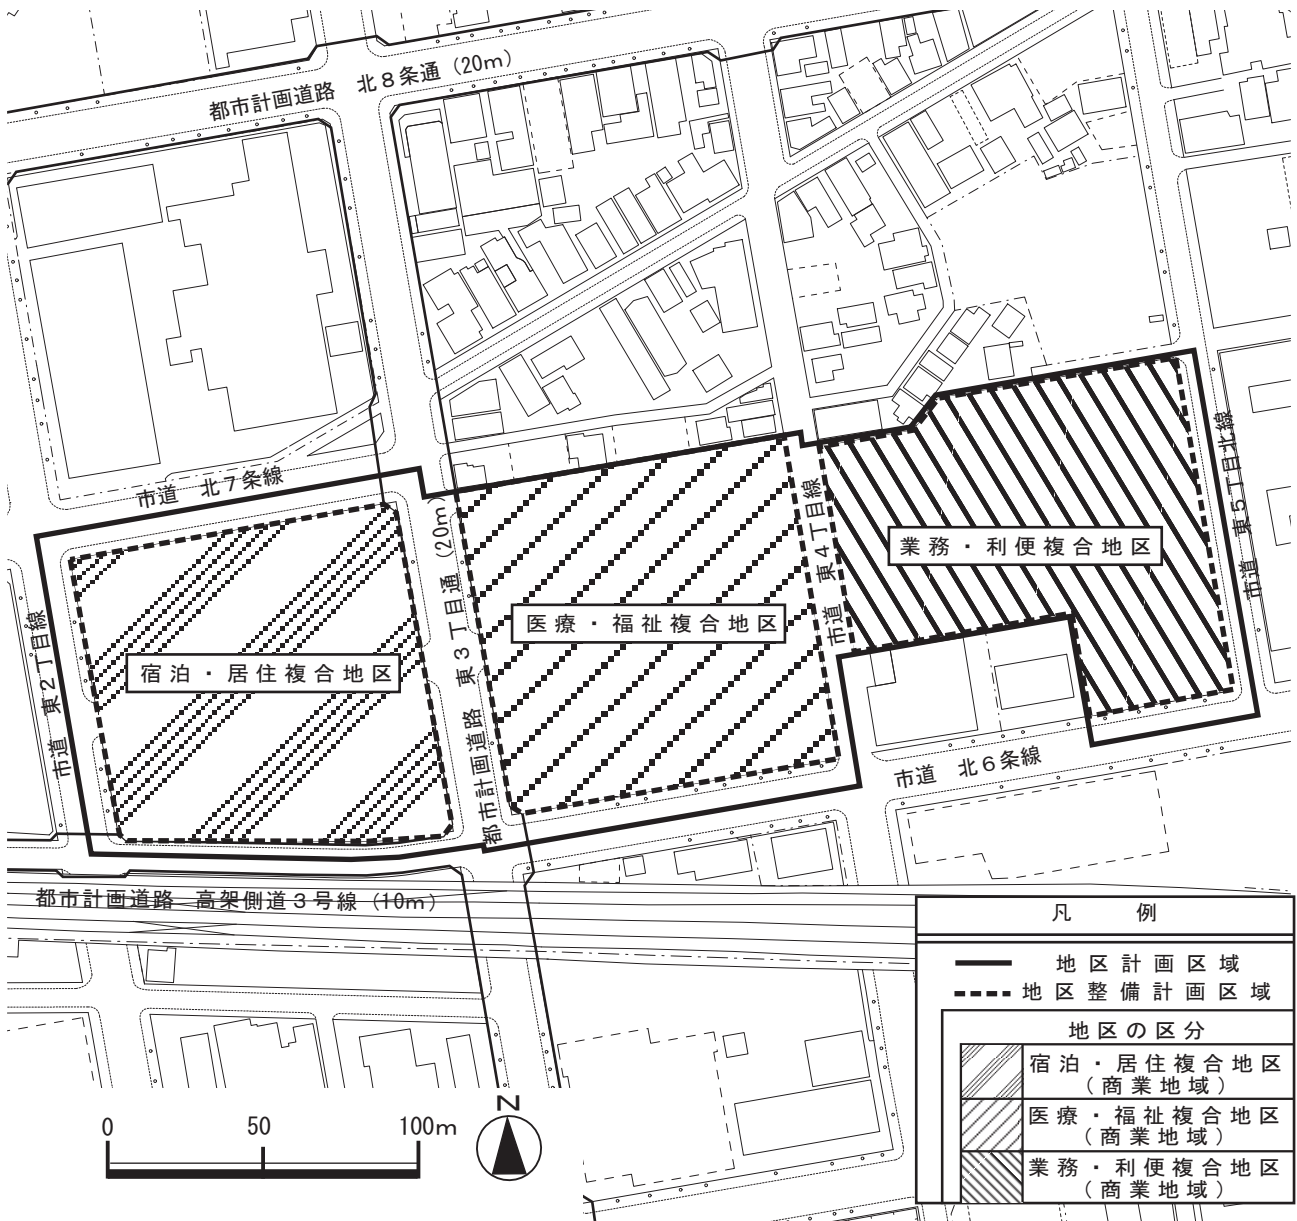 都市計画道路　北８条通（20ｍ）
市道　北７条線
市道　東２丁目線
都市計画道路　東３丁目通（20ｍ）
市道　東４丁目線
市道　東５丁目北線
業務・利便複合地区
医療・福祉複合地区
宿泊・居住複合地区
市道　北６条線
都市計画道路　高架側道３号線（10ｍ）
凡　例
地区計画区域
地区整備計画区域
地区の区分
宿泊・居住複合地区
（商業地域）
医療・福祉複合地区
（商業地域）
業務・利便複合地区
（商業地域）
0　50　100ｍ
N